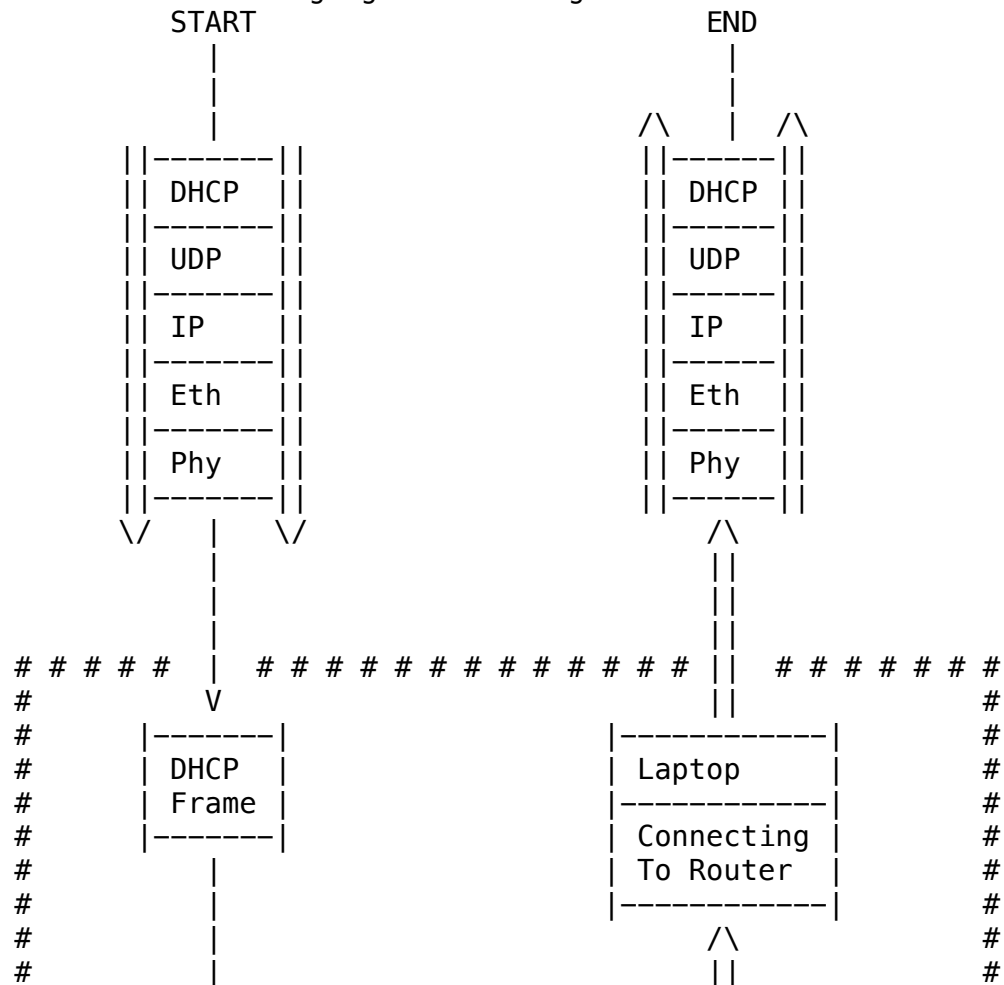 START END
DHCP DHCP
UDP UDP
IP IP
Eth Eth
Phy Phy
V
DHCP Laptop
Frame
Connecting
To Router